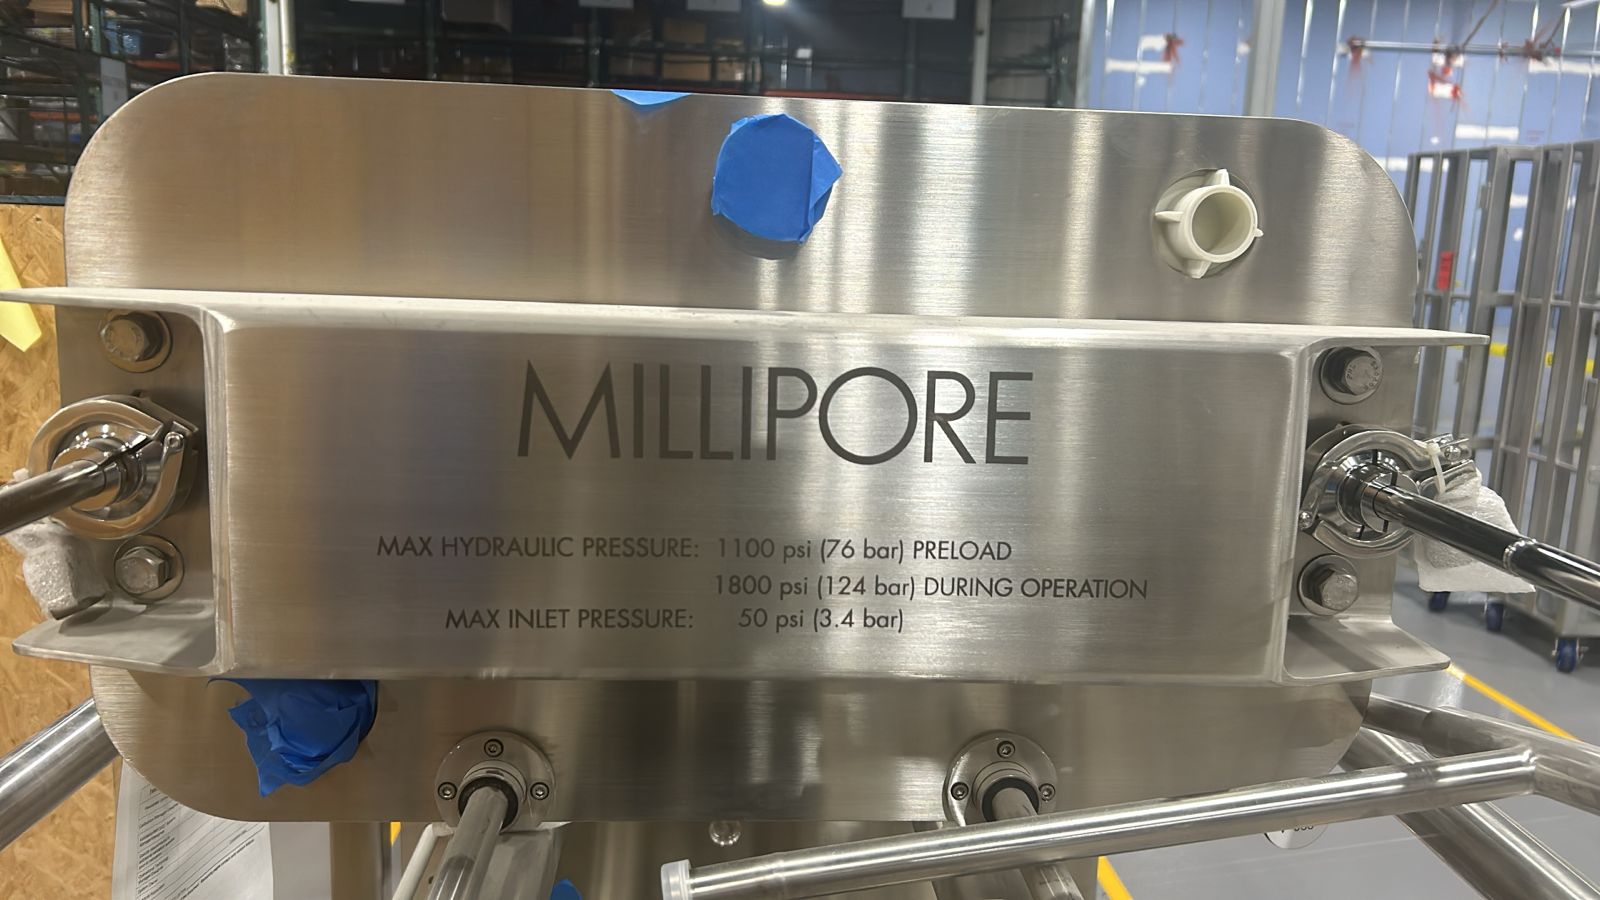 MILLIPORE
MAX HYDRAULIC PRESSURE: 1100 psi (76 bar) PRELOAD
1800 psi (124 bar) DURING OPERATION
MAX INLET PRESSURE: 50 psi (3.4 bar)